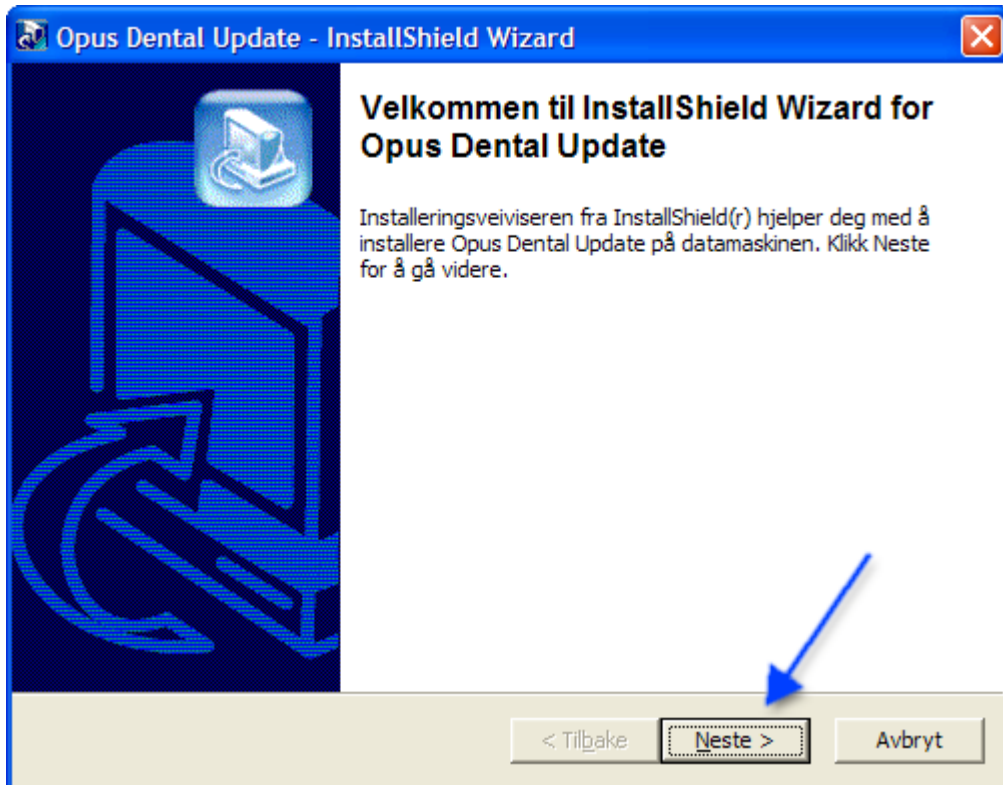 Opus Dental Update - InstallShield Wizard
Velkommen til InstallShield Wizard for
Opus Dental Update
Installeringsveiviseren fra InstallShield(r) hjelper deg med å
installere Opus Dental Update på datamaskinen. Klikk Neste
for å gå videre.
< Tilbake Neste > Avbryt